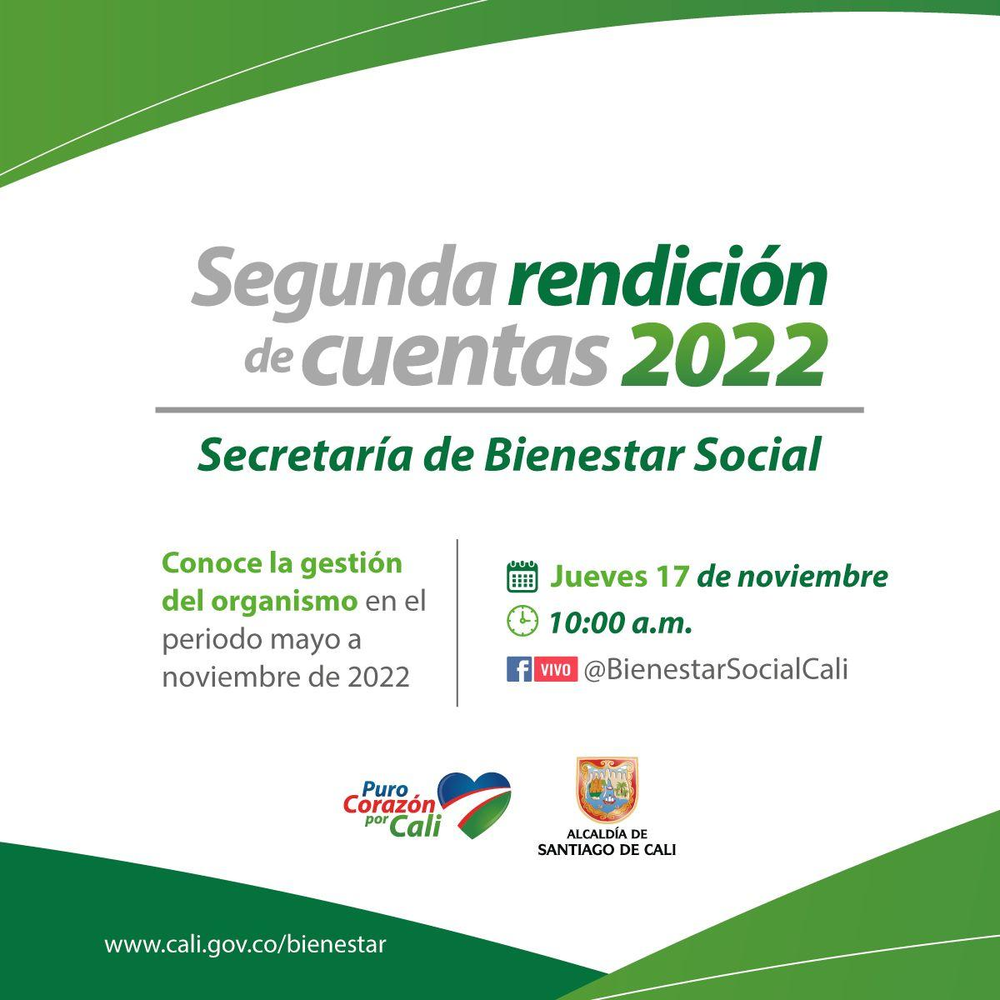 Segunda rendición
de cuentas 2022
Secretaría de Bienestar Social
Conoce la gestión
del organismo en el
periodo mayo a
noviembre de 2022
Jueves 17 de noviembre
10:00 a.m.
f VIVO @BienestarSocialCali
Puro
Corazón
por Cali
ALCALDÍA DE
SANTIAGO DE CALI
www.cali.gov.co/bienestar